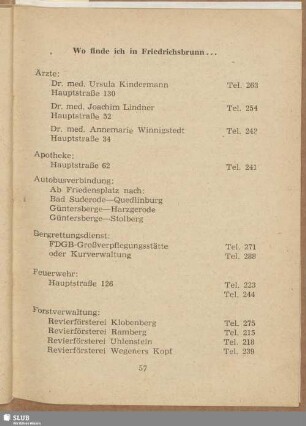 Wo finde ich in Friedrichsbrunn...
Ärzte:
Dr. med. Ursula Kindermann Tel. 263
Hauptstraße 130
Dr. med. Joachim Lindner Tel. 254
Hauptstraße 52
Dr. med. Annemarie Winnigstedt Tel. 242
Hauptstraße 34
Apotheke:
Hauptstraße 62 Tel. 241
Autobusverbindung:
Ab Friedensplatz nach:
Bad Suderode—Quedlinburg
Güntersberge—Harzgerode
Güntersberge—Stolberg
Bergrettungsdienst:
FDGB-Großverpflegungsstätte Tel. 271
oder Kurverwaltung Tel. 288
Feuerwehr:
Hauptstraße 126 Tel. 223
Tel. 244
Forstverwaltung:
Revierförsterei Klobenberg Tel. 275
Revierförsterei Ramberg Tel. 215
Revierförsterei Uhlenstein Tel. 218
Revierförsterei Wegeners Kopf Tel. 238
57
SLUB